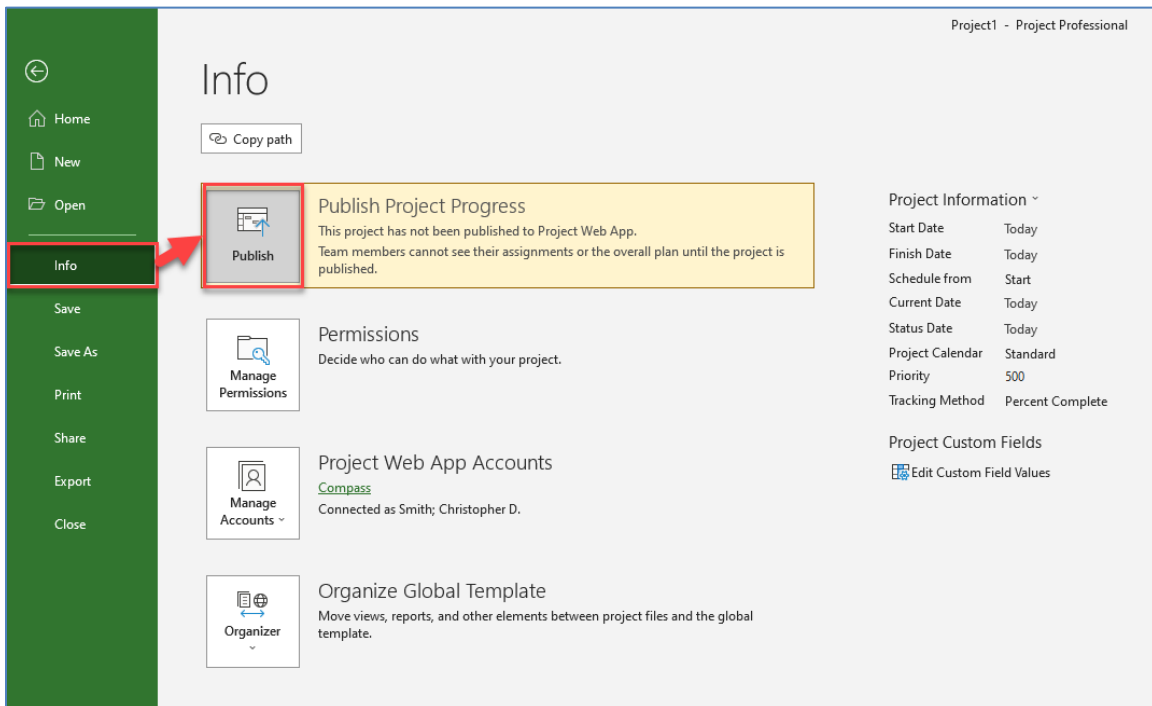 Project1 - Project Professional
Info
Home
New
Open
Info
Save
Save As
Print
Share
Export
Close
Copy path
Publish
Publish Project Progress
This project has not been published to Project Web App.
Team members cannot see their assignments or the overall plan until the project is
published.
Manage
Permissions
Permissions
Decide who can do what with your project.
Manage
Accounts
Project Web App Accounts
Compass
Connected as Smith; Christopher D.
Organizer
Organize Global Template
Move views, reports, and other elements between project files and the global
template.
Project Information
Start Date Today
Finish Date Today
Schedule from Start
Current Date Today
Status Date Today
Project Calendar Standard
Priority 500
Tracking Method Percent Complete
Project Custom Fields
Edit Custom Field Values